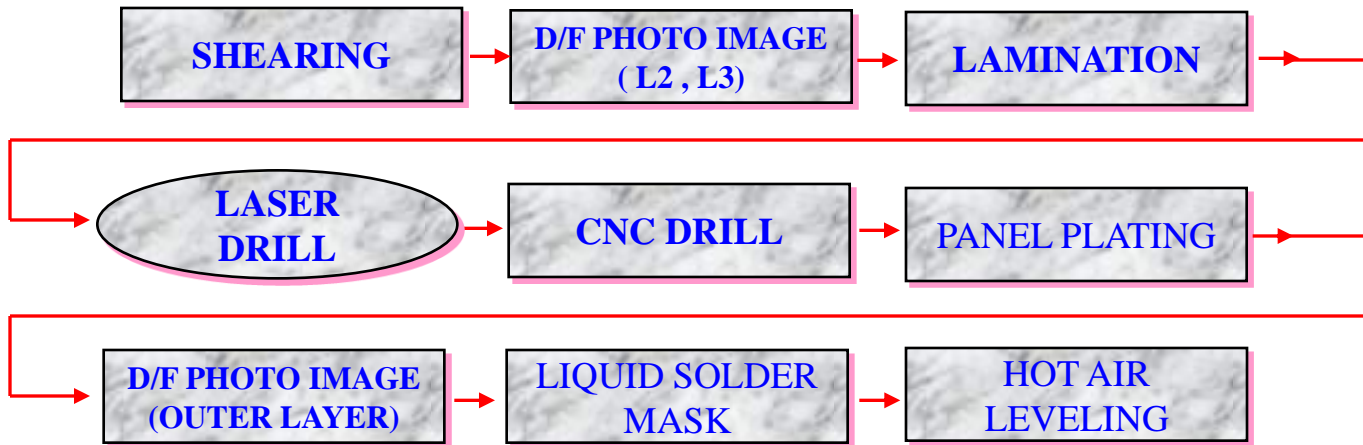 SHEARING
D/F PHOTO IMAGE
( L2 , L3)
LAMINATION
LASER
DRILL
CNC DRILL
PANEL PLATING
D/F PHOTO IMAGE
(OUTER LAYER)
LIQUID SOLDER
MASK
HOT AIR
LEVELING